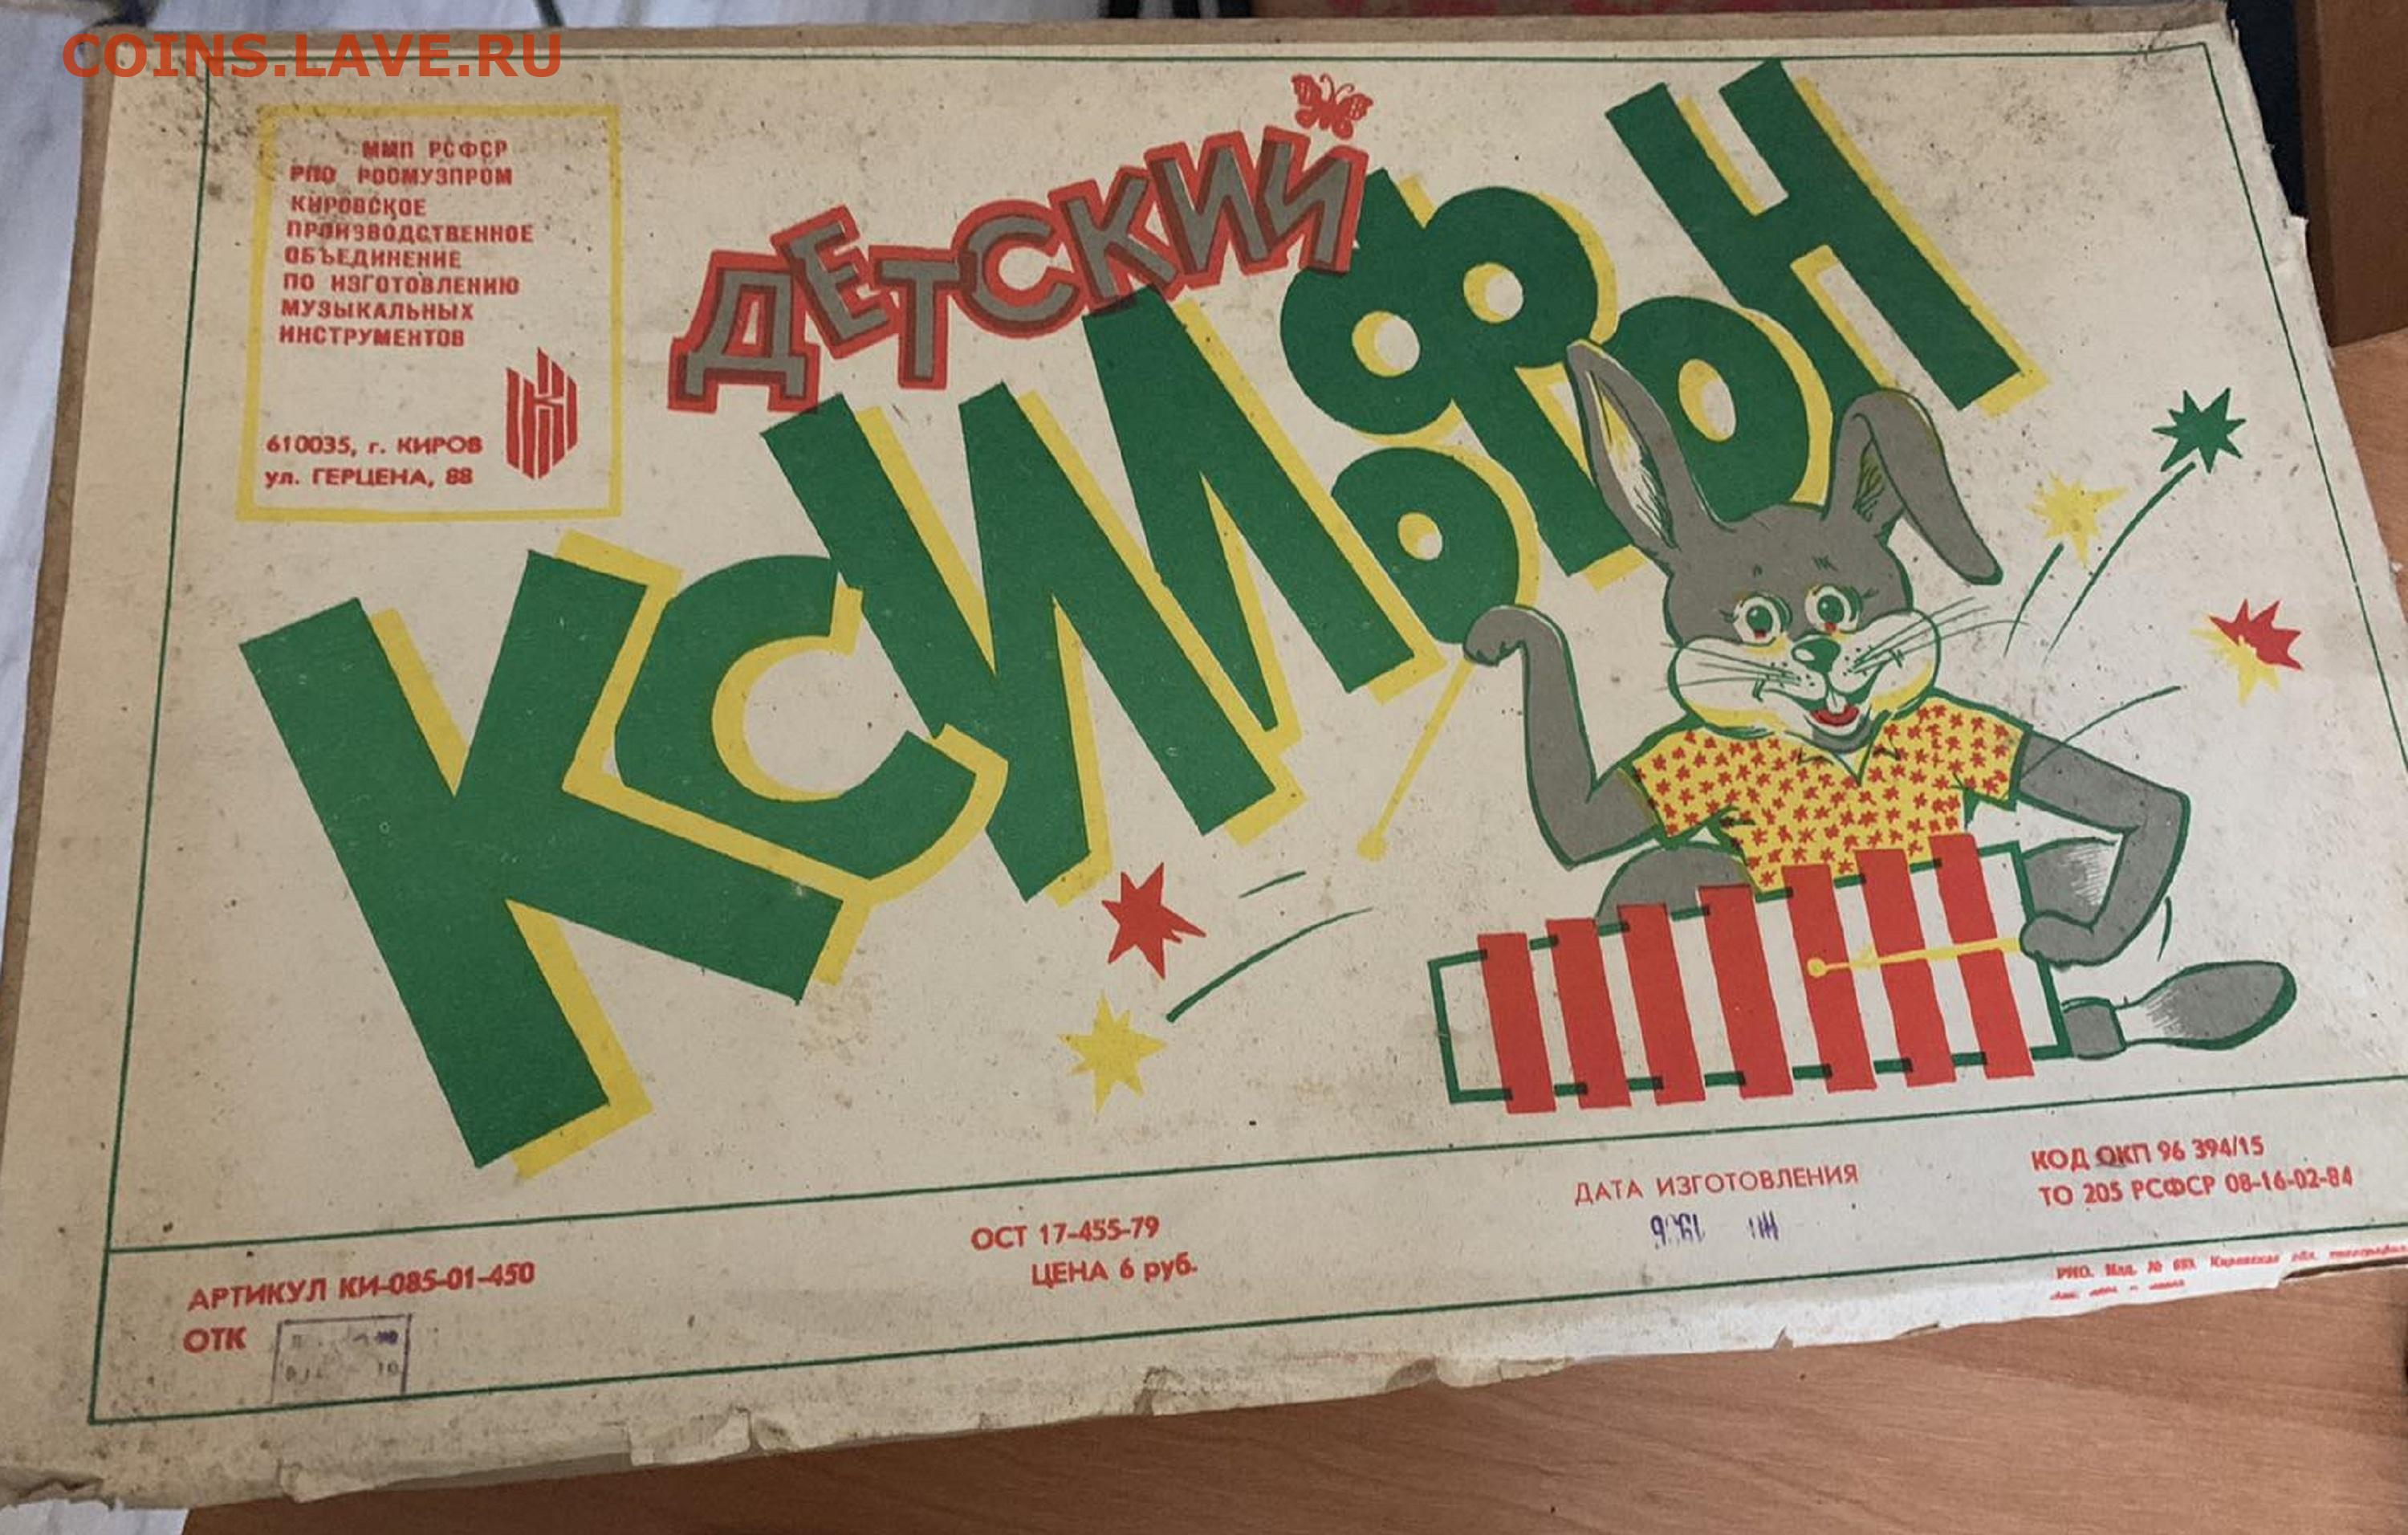 COINS.LAVE.RU
ММП РСФСР
РПО РОСМУЗПРОМ
КИРОВСКОЕ
ПРОИЗВОДСТВЕННОЕ
ОБЪЕДИНЕНИЕ
ПО ИЗГОТОВЛЕНИЮ
МУЗЫКАЛЬНЫХ
ИНСТРУМЕНТОВ
610035, г. КИРОВ
ул. ГЕРЦЕНА, 88
ДЕТСКИЙ
КСИЛОФОН
АРТИКУЛ КИ-085-01-450
ОТК
ОСТ 17-455-79
ЦЕНА 6 руб.
ДАТА ИЗГОТОВЛЕНИЯ
КОД ОКП 96 394/15
ТО 205 РСФСР 08-16-02-84